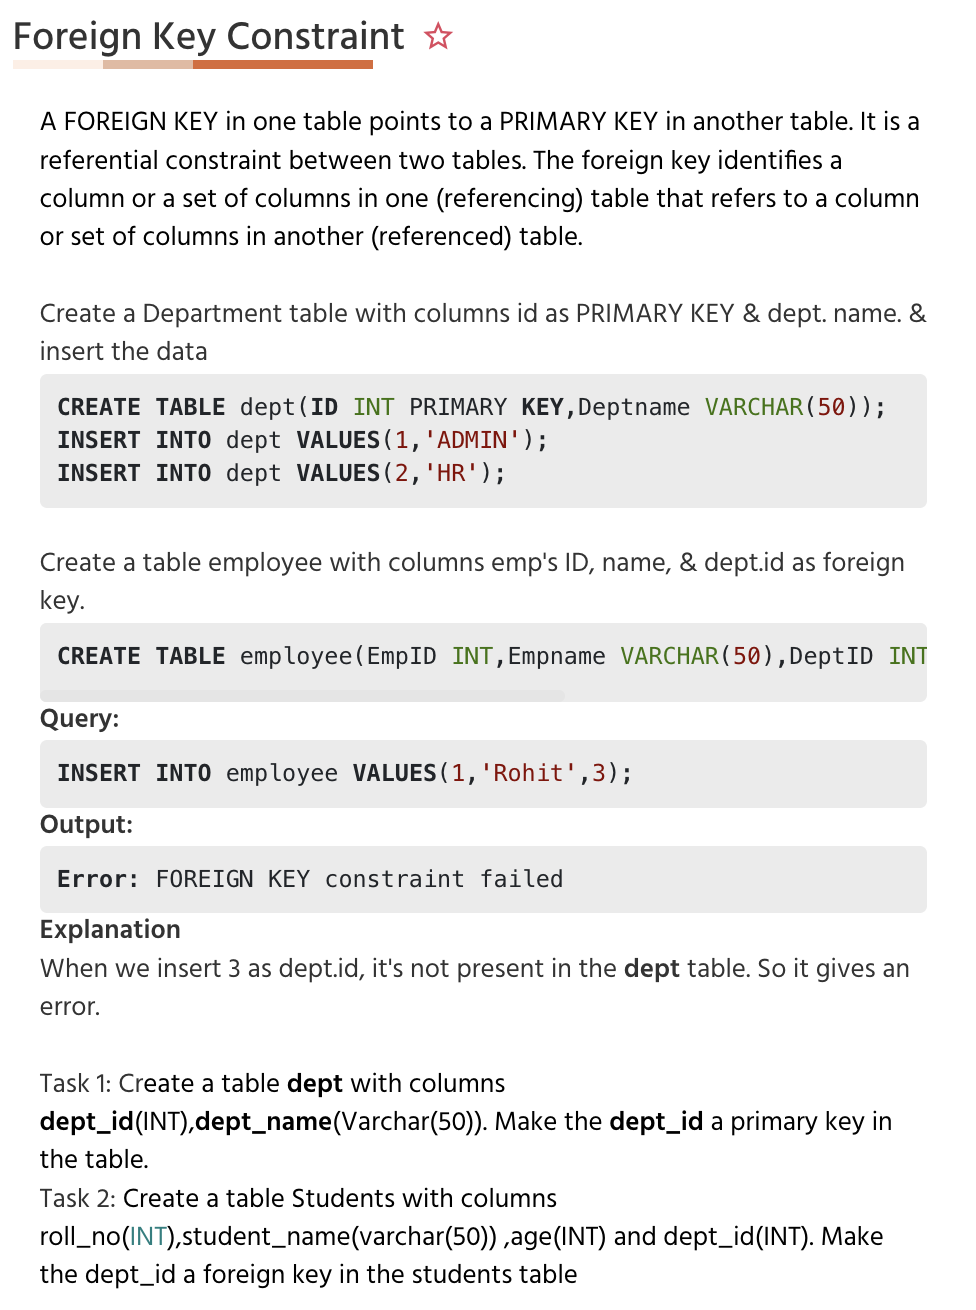 Foreign Key Constraint
A FOREIGN KEY in one table points to a PRIMARY KEY in another table. It is a
referential constraint between two tables. The foreign key identifies a
column or a set of columns in one (referencing) table that refers to a column
or set of columns in another (referenced) table.
Create a Department table with columns id as PRIMARY KEY & dept. name. &
insert the data
CREATE TABLE dept(ID INT PRIMARY KEY,Deptname VARCHAR(50));
INSERT INTO dept VALUES(1,'ADMIN');
INSERT INTO dept VALUES(2,'HR');
Create a table employee with columns emp's ID, name, & dept.id as foreign
key.
CREATE TABLE employee(EmpID INT,Empname VARCHAR(50),DeptID INT
Query:
INSERT INTO employee VALUES(1,'Rohit',3);
Output:
Error: FOREIGN KEY constraint failed
Explanation
When we insert 3 as dept.id, it's not present in the dept table. So it gives an
error.
Task 1: Create a table dept with columns
dept_id(INT),dept_name(Varchar(50)). Make the dept_id a primary key in
the table.
Task 2: Create a table Students with columns
roll_no(INT),student_name(varchar(50)) ,age(INT) and dept_id(INT). Make
the dept_id a foreign key in the students table